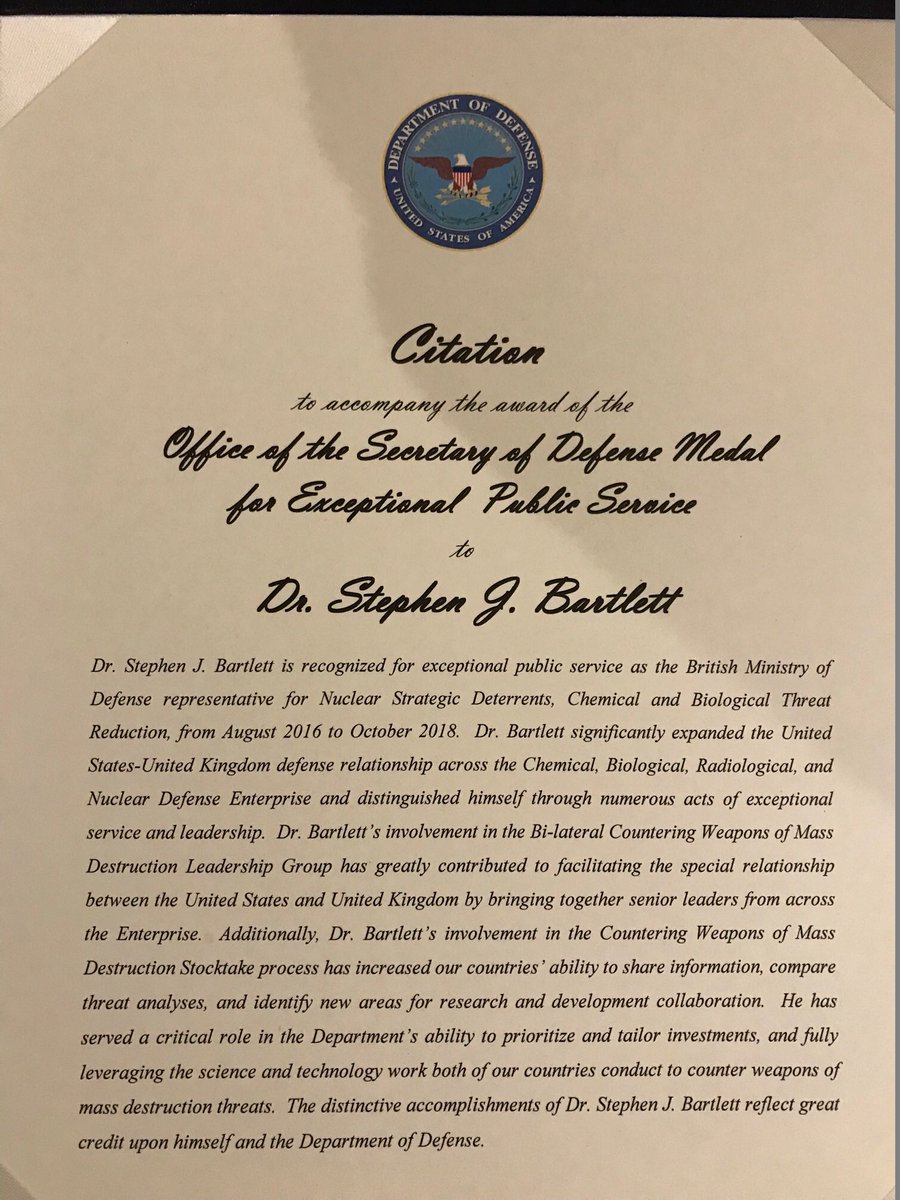 DEPARTMENT OF DEFENSE
UNITED STATES OF AMERICA
Citation
to accompany the award of the
Office of the Secretary of Defense Medal
for Exceptional Public Service
to
Dr. Stephen J. Bartlett
Dr. Stephen J. Bartlett is recognized for exceptional public service as the British Ministry of
Defense representative for Nuclear Strategic Deterrents, Chemical and Biological Threat
Reduction, from August 2016 to October 2018. Dr. Bartlett significantly expanded the United
States-United Kingdom defense relationship across the Chemical, Biological, Radiological, and
Nuclear Defense Enterprise and distinguished himself through numerous acts of exceptional
service and leadership. Dr. Bartlett's involvement in the Bi-lateral Countering Weapons of Mass
Destruction Leadership Group has greatly contributed to facilitating the special relationship
between the United States and United Kingdom by bringing together senior leaders from across
the Enterprise. Additionally, Dr. Bartlett's involvement in the Countering Weapons of Mass
Destruction Stocktake process has increased our countries' ability to share information, compare
threat analyses, and identify new areas for research and development collaboration. He has
served a critical role in the Department's ability to prioritize and tailor investments, and fully
leveraging the science and technology work both of our countries conduct to counter weapons of
mass destruction threats. The distinctive accomplishments of Dr. Stephen J. Bartlett reflect great
credit upon himself and the Department of Defense.